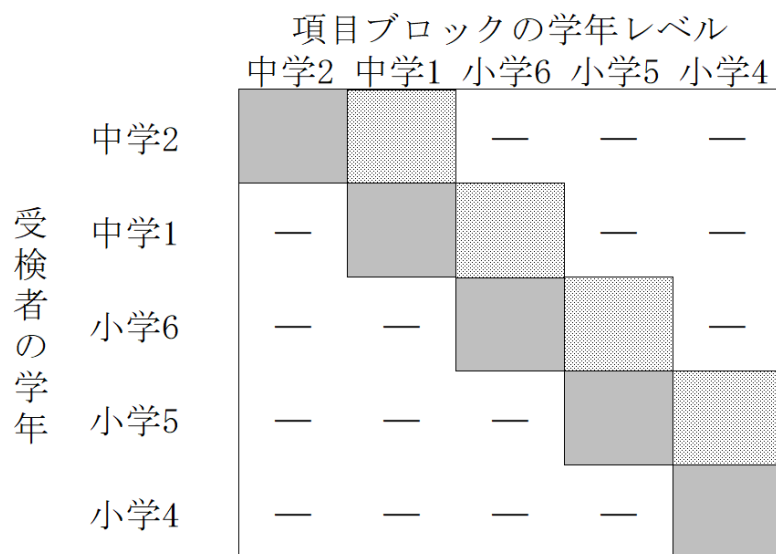 項目ブロックの学年レベル
中学2 中学1 小学6 小学5 小学4
受検者の学年
中学2 — — —
中学1 — — —
小学6 — — —
小学5 — — —
小学4 — — — —